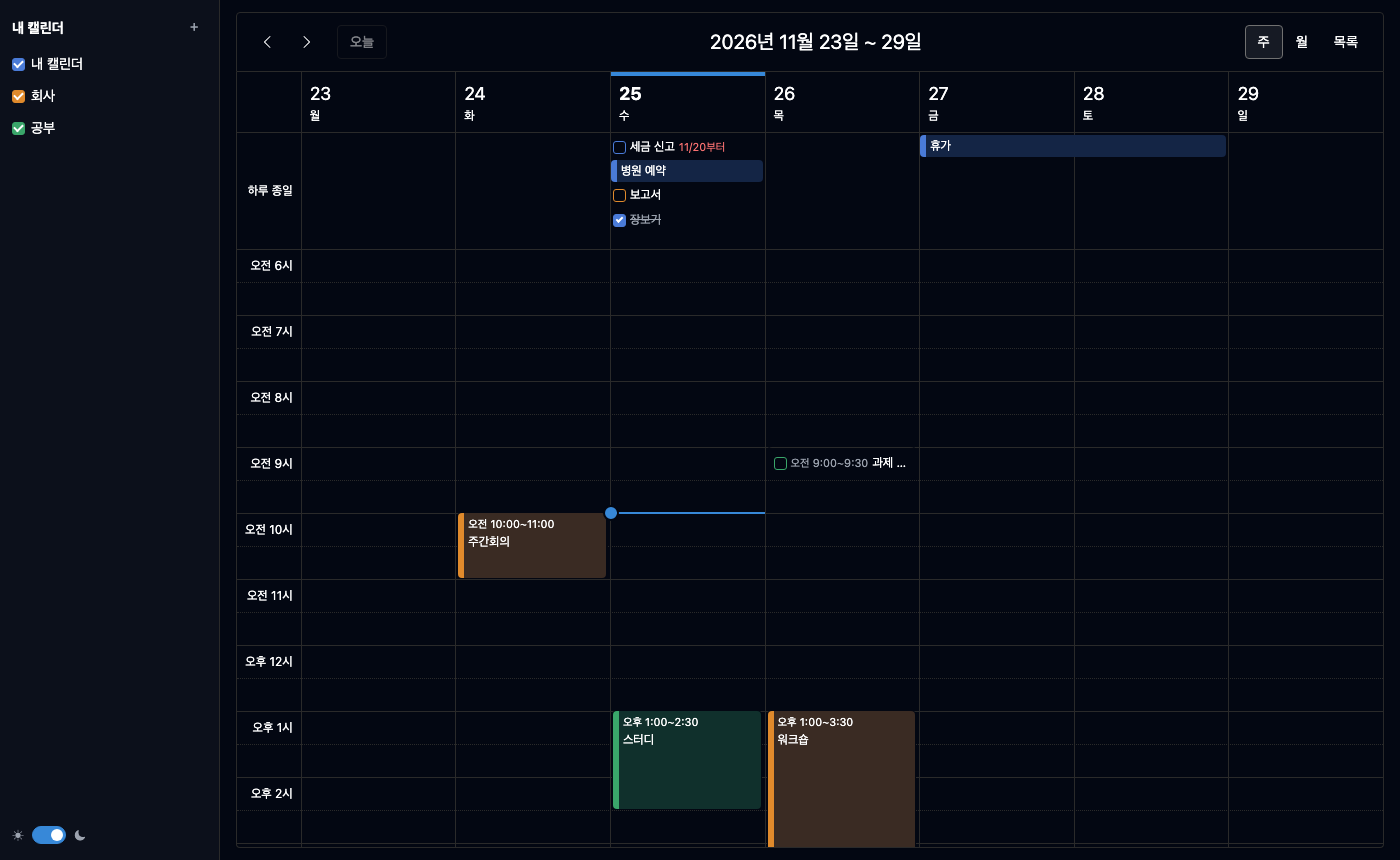 내 캘린더 +
내 캘린더
회사
공부
오늘
2026년 11월 23일 ~ 29일
주 월 목록
23 월
24 화
25 수
26 목
27 금
28 토
29 일
하루 종일
세금 신고 11/20부터
병원 예약
보고서
장보기
휴가
오전 6시
오전 7시
오전 8시
오전 9시
오전 9:00~9:30 과제 ...
오전 10시
오전 10:00~11:00
주간회의
오전 11시
오후 12시
오후 1시
오후 1:00~2:30
스터디
오후 1:00~3:30
워크숍
오후 2시